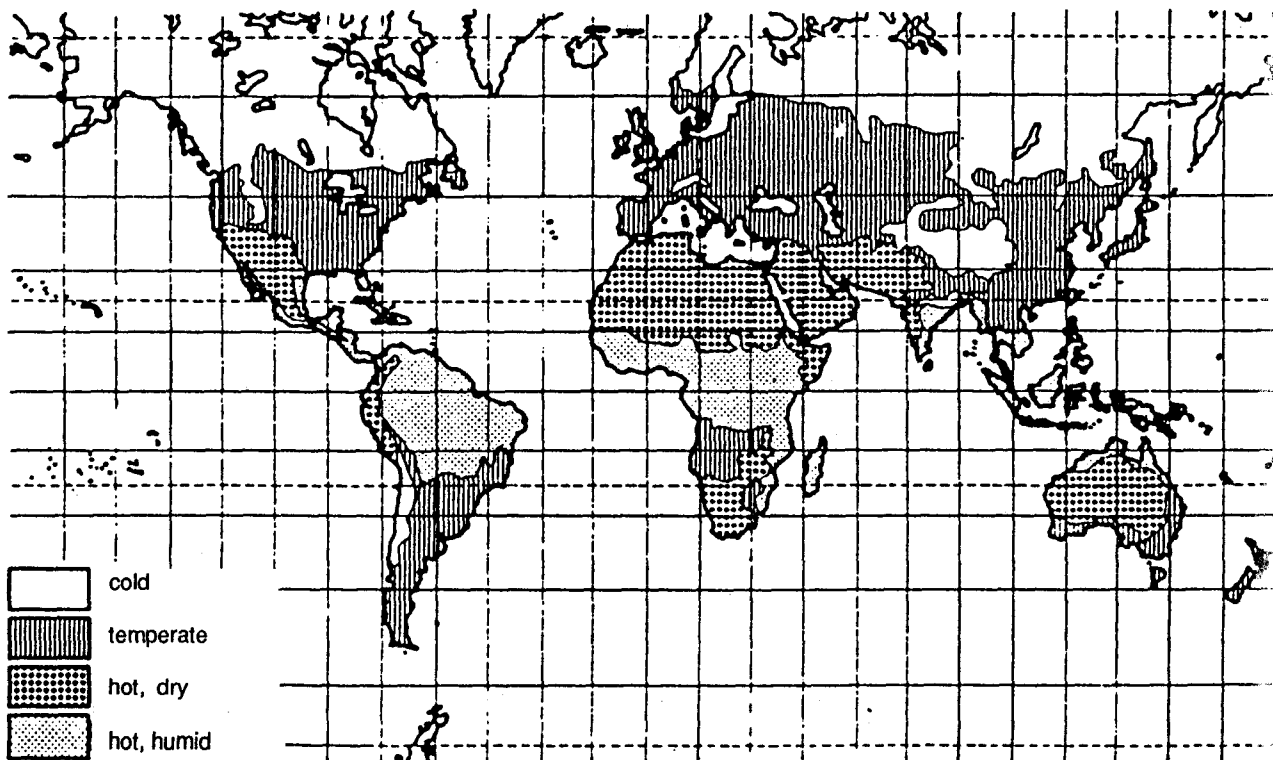 cold
temperate
hot, dry
hot, humid